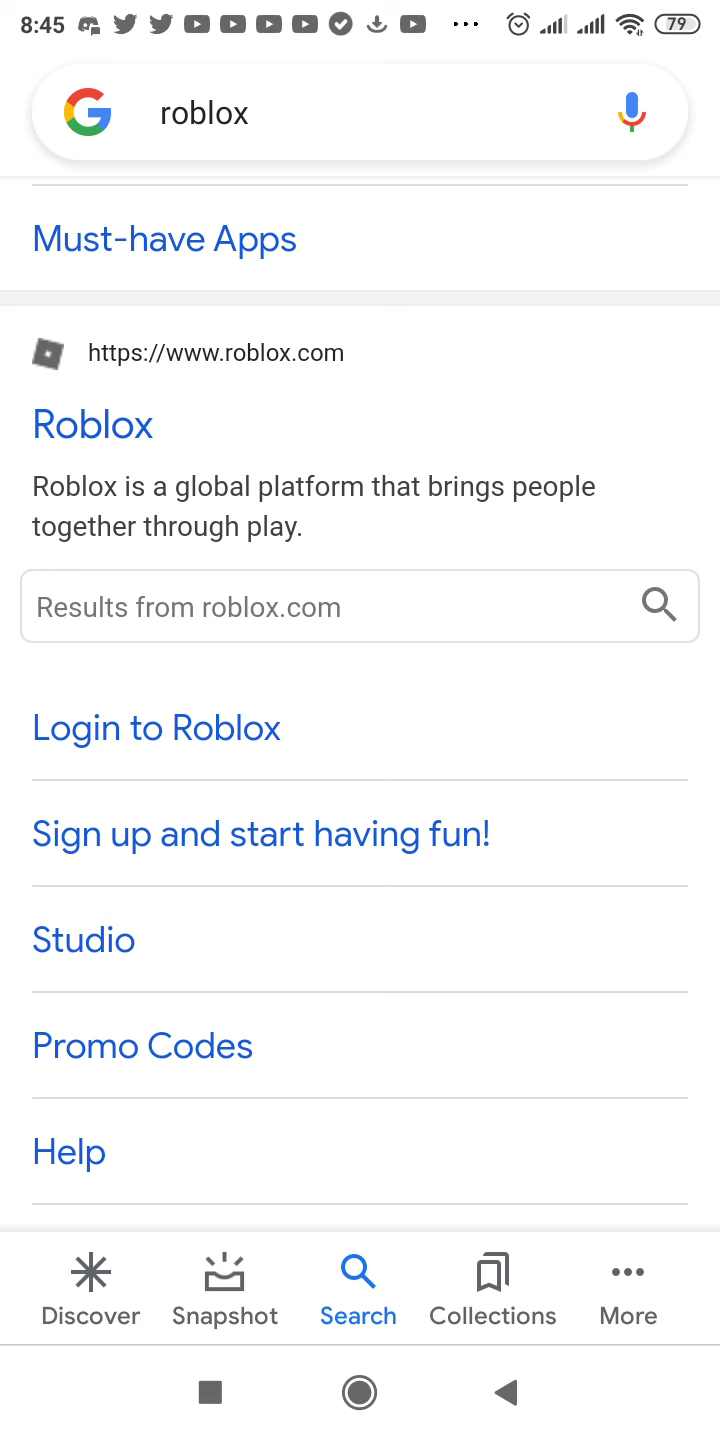 8:45 79
roblox
Must-have Apps
https://www.roblox.com
Roblox
Roblox is a global platform that brings people
together through play.
Results from roblox.com
Login to Roblox
Sign up and start having fun!
Studio
Promo Codes
Help
Discover Snapshot Search Collections More